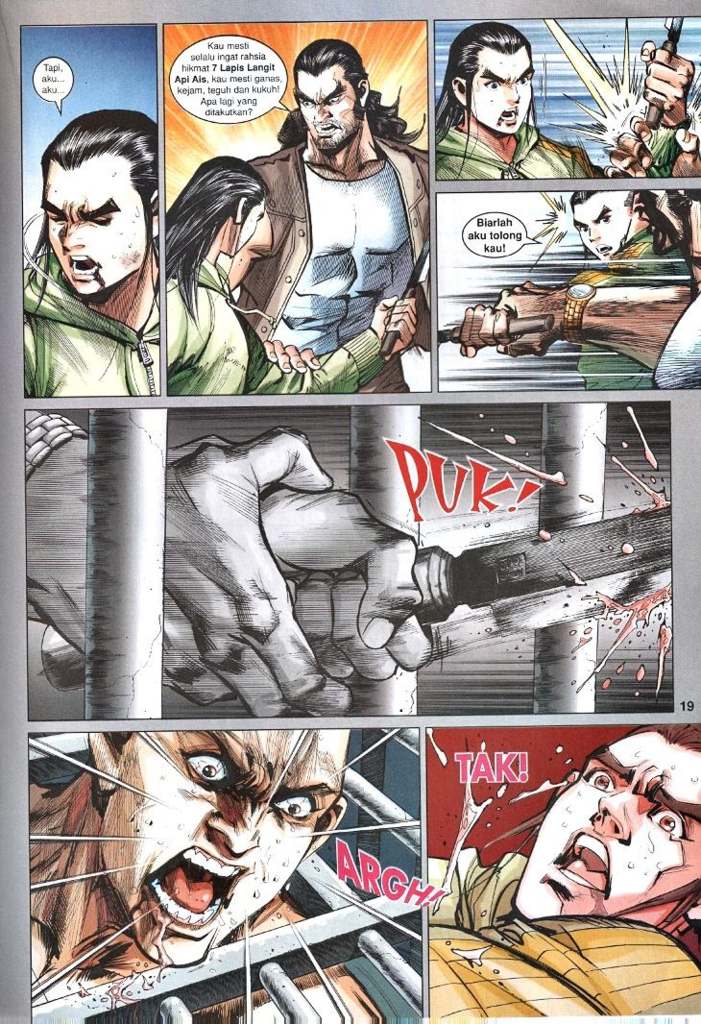 Tapi,
aku...
aku...
Kau mesti
selalu ingat rahsia
hikmat 7 Lapis Langit
Api Ais, kau mesti ganas,
kejam, teguh dan kukuh!
Apa lagi yang
ditakutkan?
Biarlah
aku tolong
kau!
PUK!
19
ARGH!
TAK!